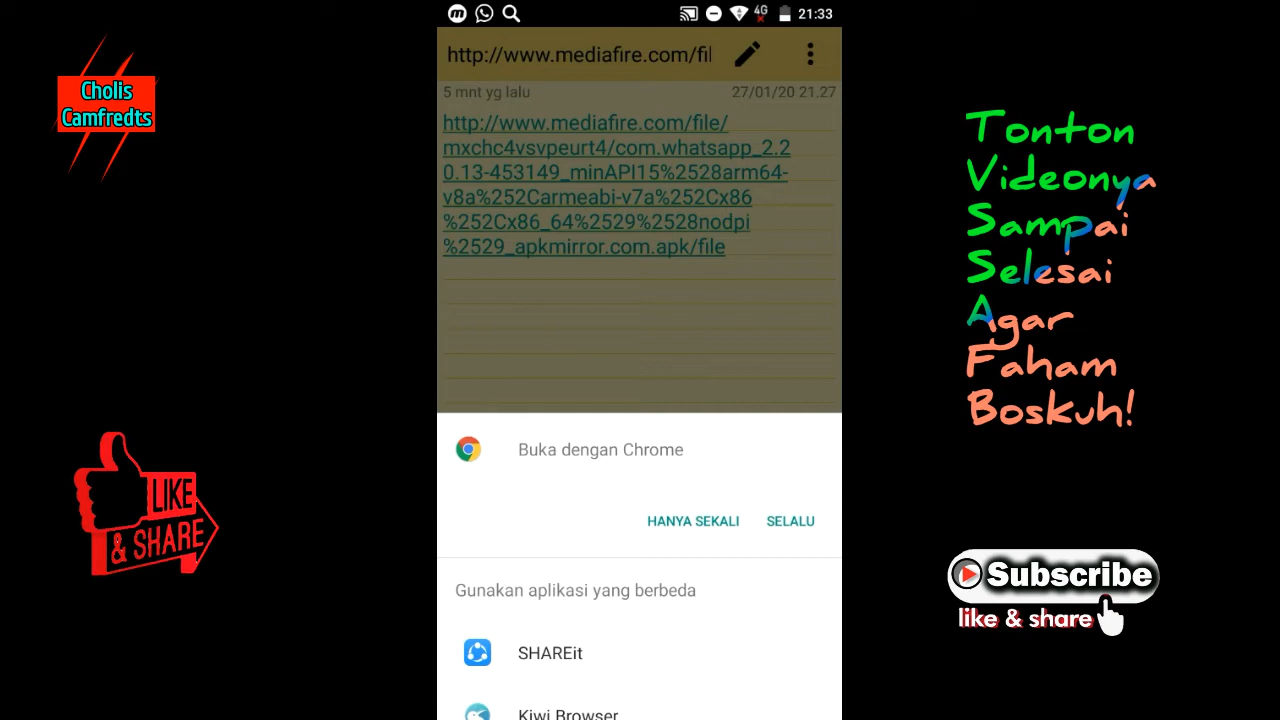 Cholis
Camfredts
21:33
4G
http://www.mediafire.com/fil
5 mnt yg lalu
27/01/20 21.27
http://www.mediafire.com/file/
mxchc4vsvpeurt4/com.whatsapp_2.2
0.13-453149_minAPI15%2528arm64-
v8a%252Carmeabi-v7a%252Cx86
%252Cx86_64%2529%2528nodpi
%2529_apkmirror.com.apk/file
Buka dengan Chrome
HANYA SEKALI
SELALU
Gunakan aplikasi yang berbeda
SHAREit
Kiwi Browser
Tonton
Videonya
Sampai
Selesai
Agar
Faham
Boskuh!
LIKE
& SHARE
Subscribe
like & share